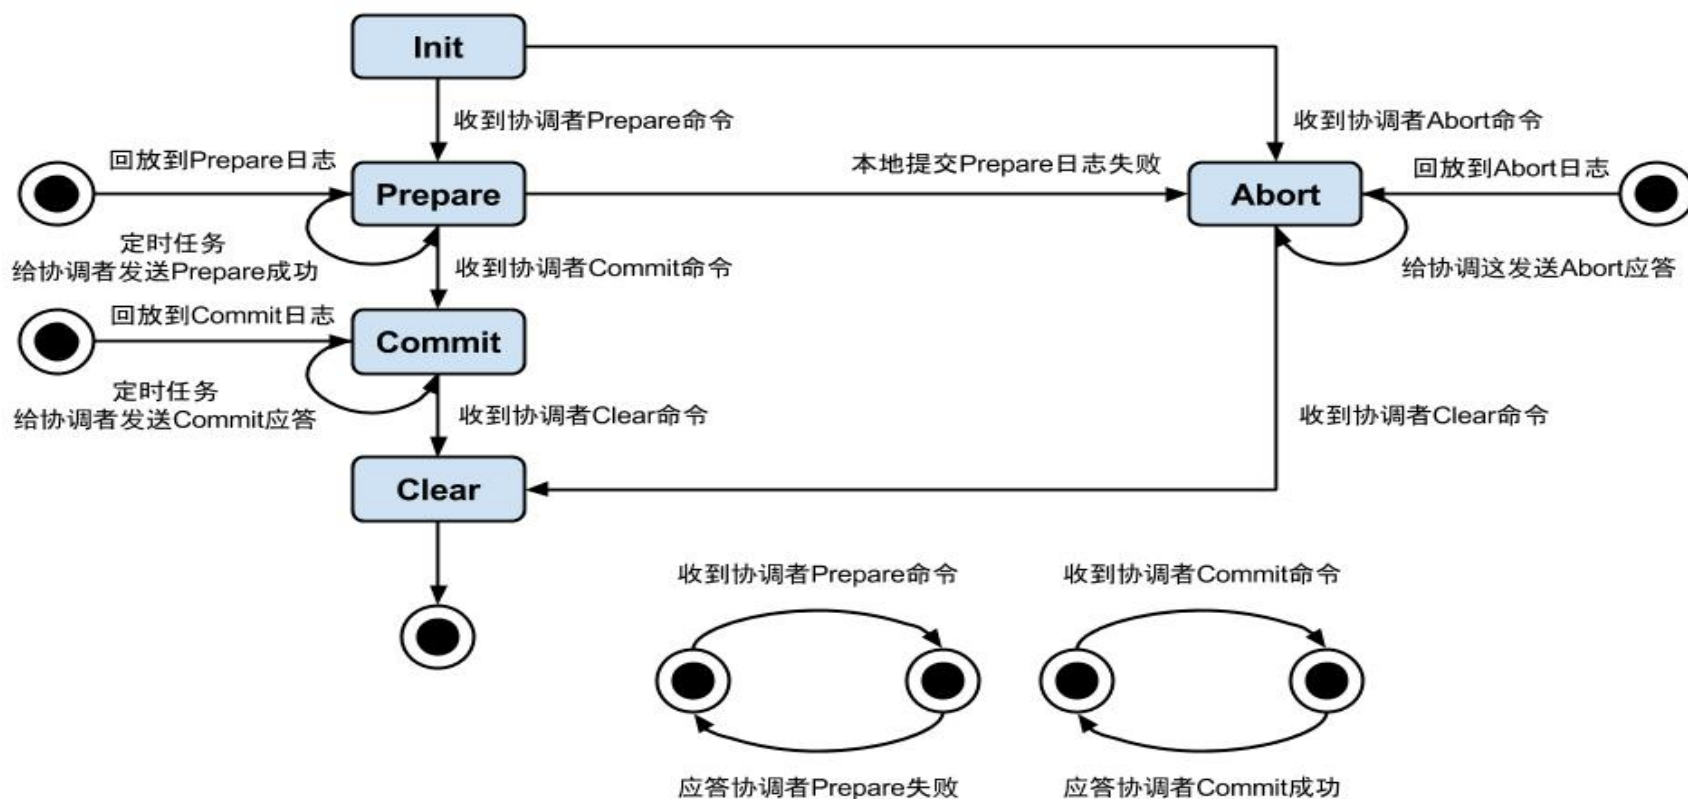 Init
收到协调者Prepare命令
收到协调者Abort命令
回放到Prepare日志
本地提交Prepare日志失败
回放到Abort日志
Prepare
Abort
定时任务
给协调者发送Prepare成功
收到协调者Commit命令
给协调这发送Abort应答
回放到Commit日志
Commit
定时任务
给协调者发送Commit应答
收到协调者Clear命令
收到协调者Clear命令
Clear
收到协调者Prepare命令
收到协调者Commit命令
应答协调者Prepare失败
应答协调者Commit成功